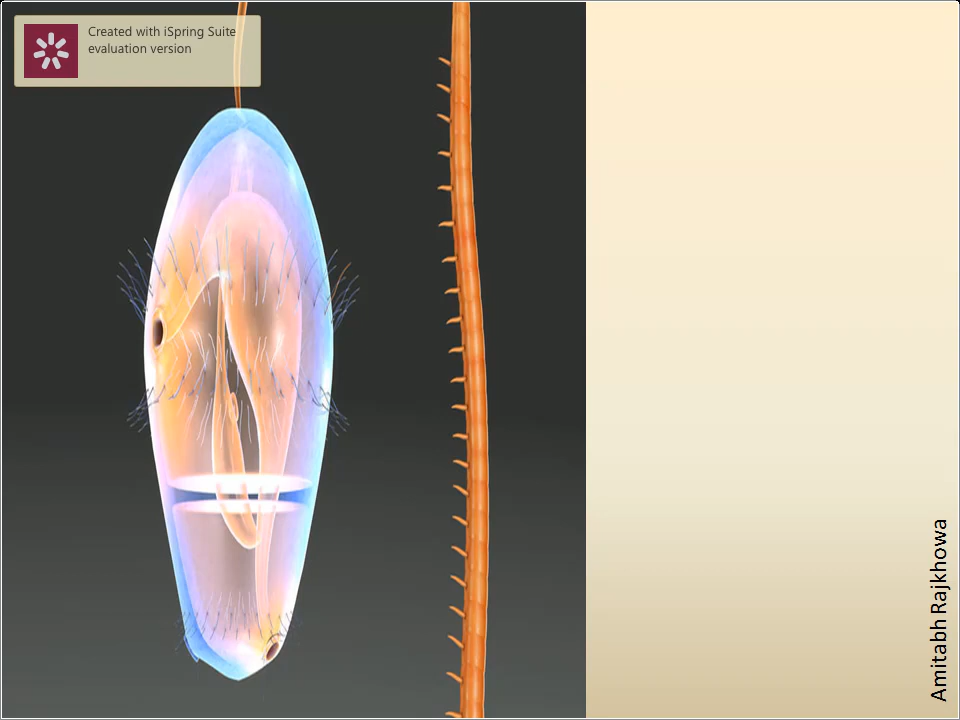 Created with iSpring Suite
evaluation version
Amitabh Rajkhowa